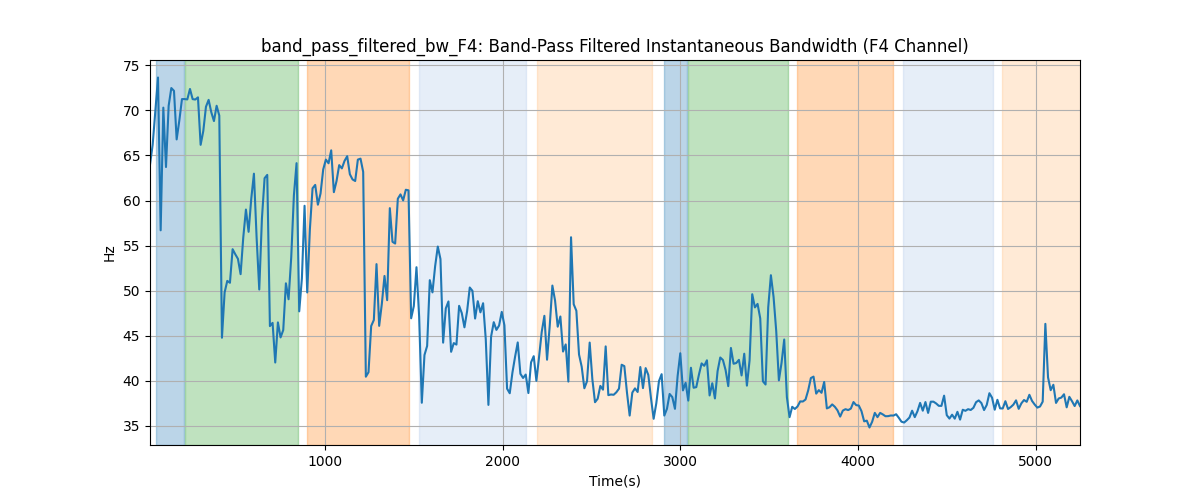 band_pass_filtered_bw_F4: Band-Pass Filtered Instantaneous Bandwidth (F4 Channel)
75
70
65
60
55
50
45
40
35
Hz
1000 2000 3000 4000 5000
Time(s)